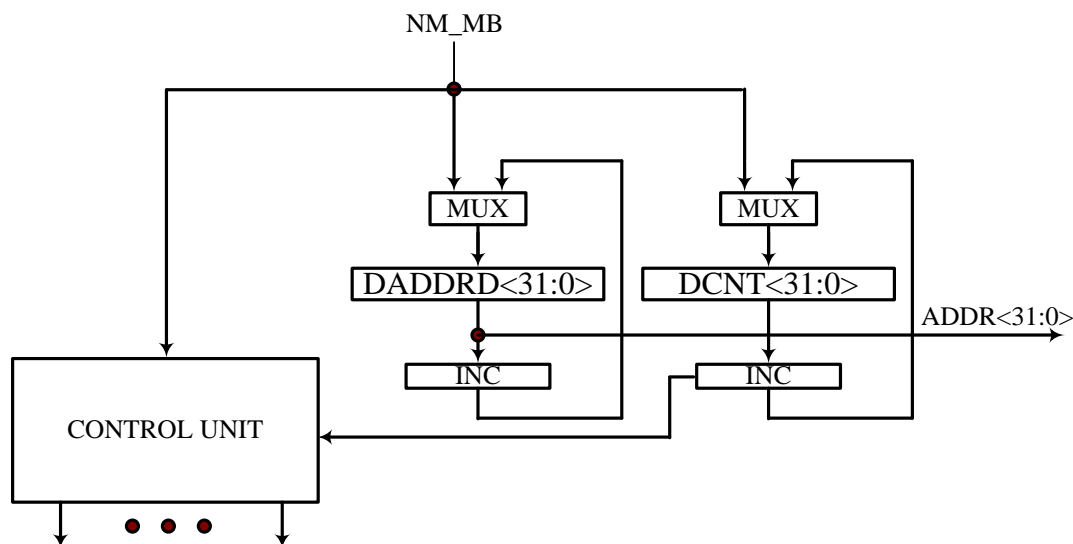 NM_MB
MUX
MUX
DADDRD<31:0>
DCNT<31:0>
ADDR<31:0>
INC
INC
CONTROL UNIT